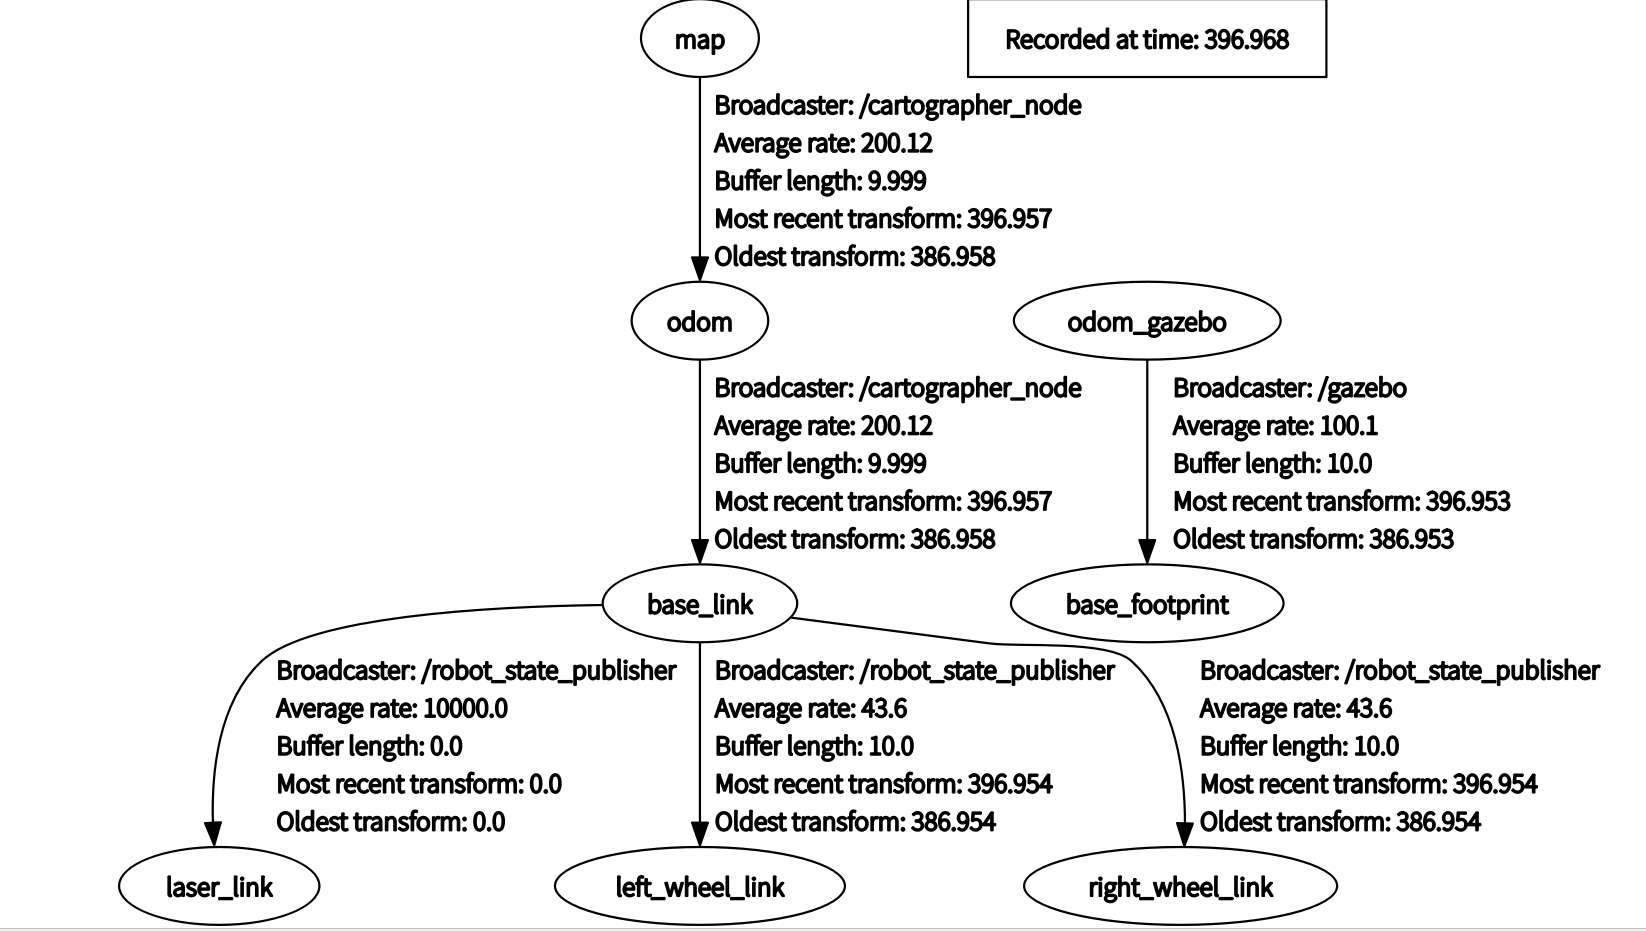 map
Recorded at time: 396.968
Broadcaster: /cartographer_node
Average rate: 200.12
Buffer length: 9.999
Most recent transform: 396.957
Oldest transform: 386.958
odom
odom_gazebo
Broadcaster: /cartographer_node
Average rate: 200.12
Buffer length: 9.999
Most recent transform: 396.957
Oldest transform: 386.958
Broadcaster: /gazebo
Average rate: 100.1
Buffer length: 10.0
Most recent transform: 396.953
Oldest transform: 386.953
base_link
base_footprint
Broadcaster: /robot_state_publisher
Average rate: 10000.0
Buffer length: 0.0
Most recent transform: 0.0
Oldest transform: 0.0
Broadcaster: /robot_state_publisher
Average rate: 43.6
Buffer length: 10.0
Most recent transform: 396.954
Oldest transform: 386.954
Broadcaster: /robot_state_publisher
Average rate: 43.6
Buffer length: 10.0
Most recent transform: 396.954
Oldest transform: 386.954
laser_link
left_wheel_link
right_wheel_link